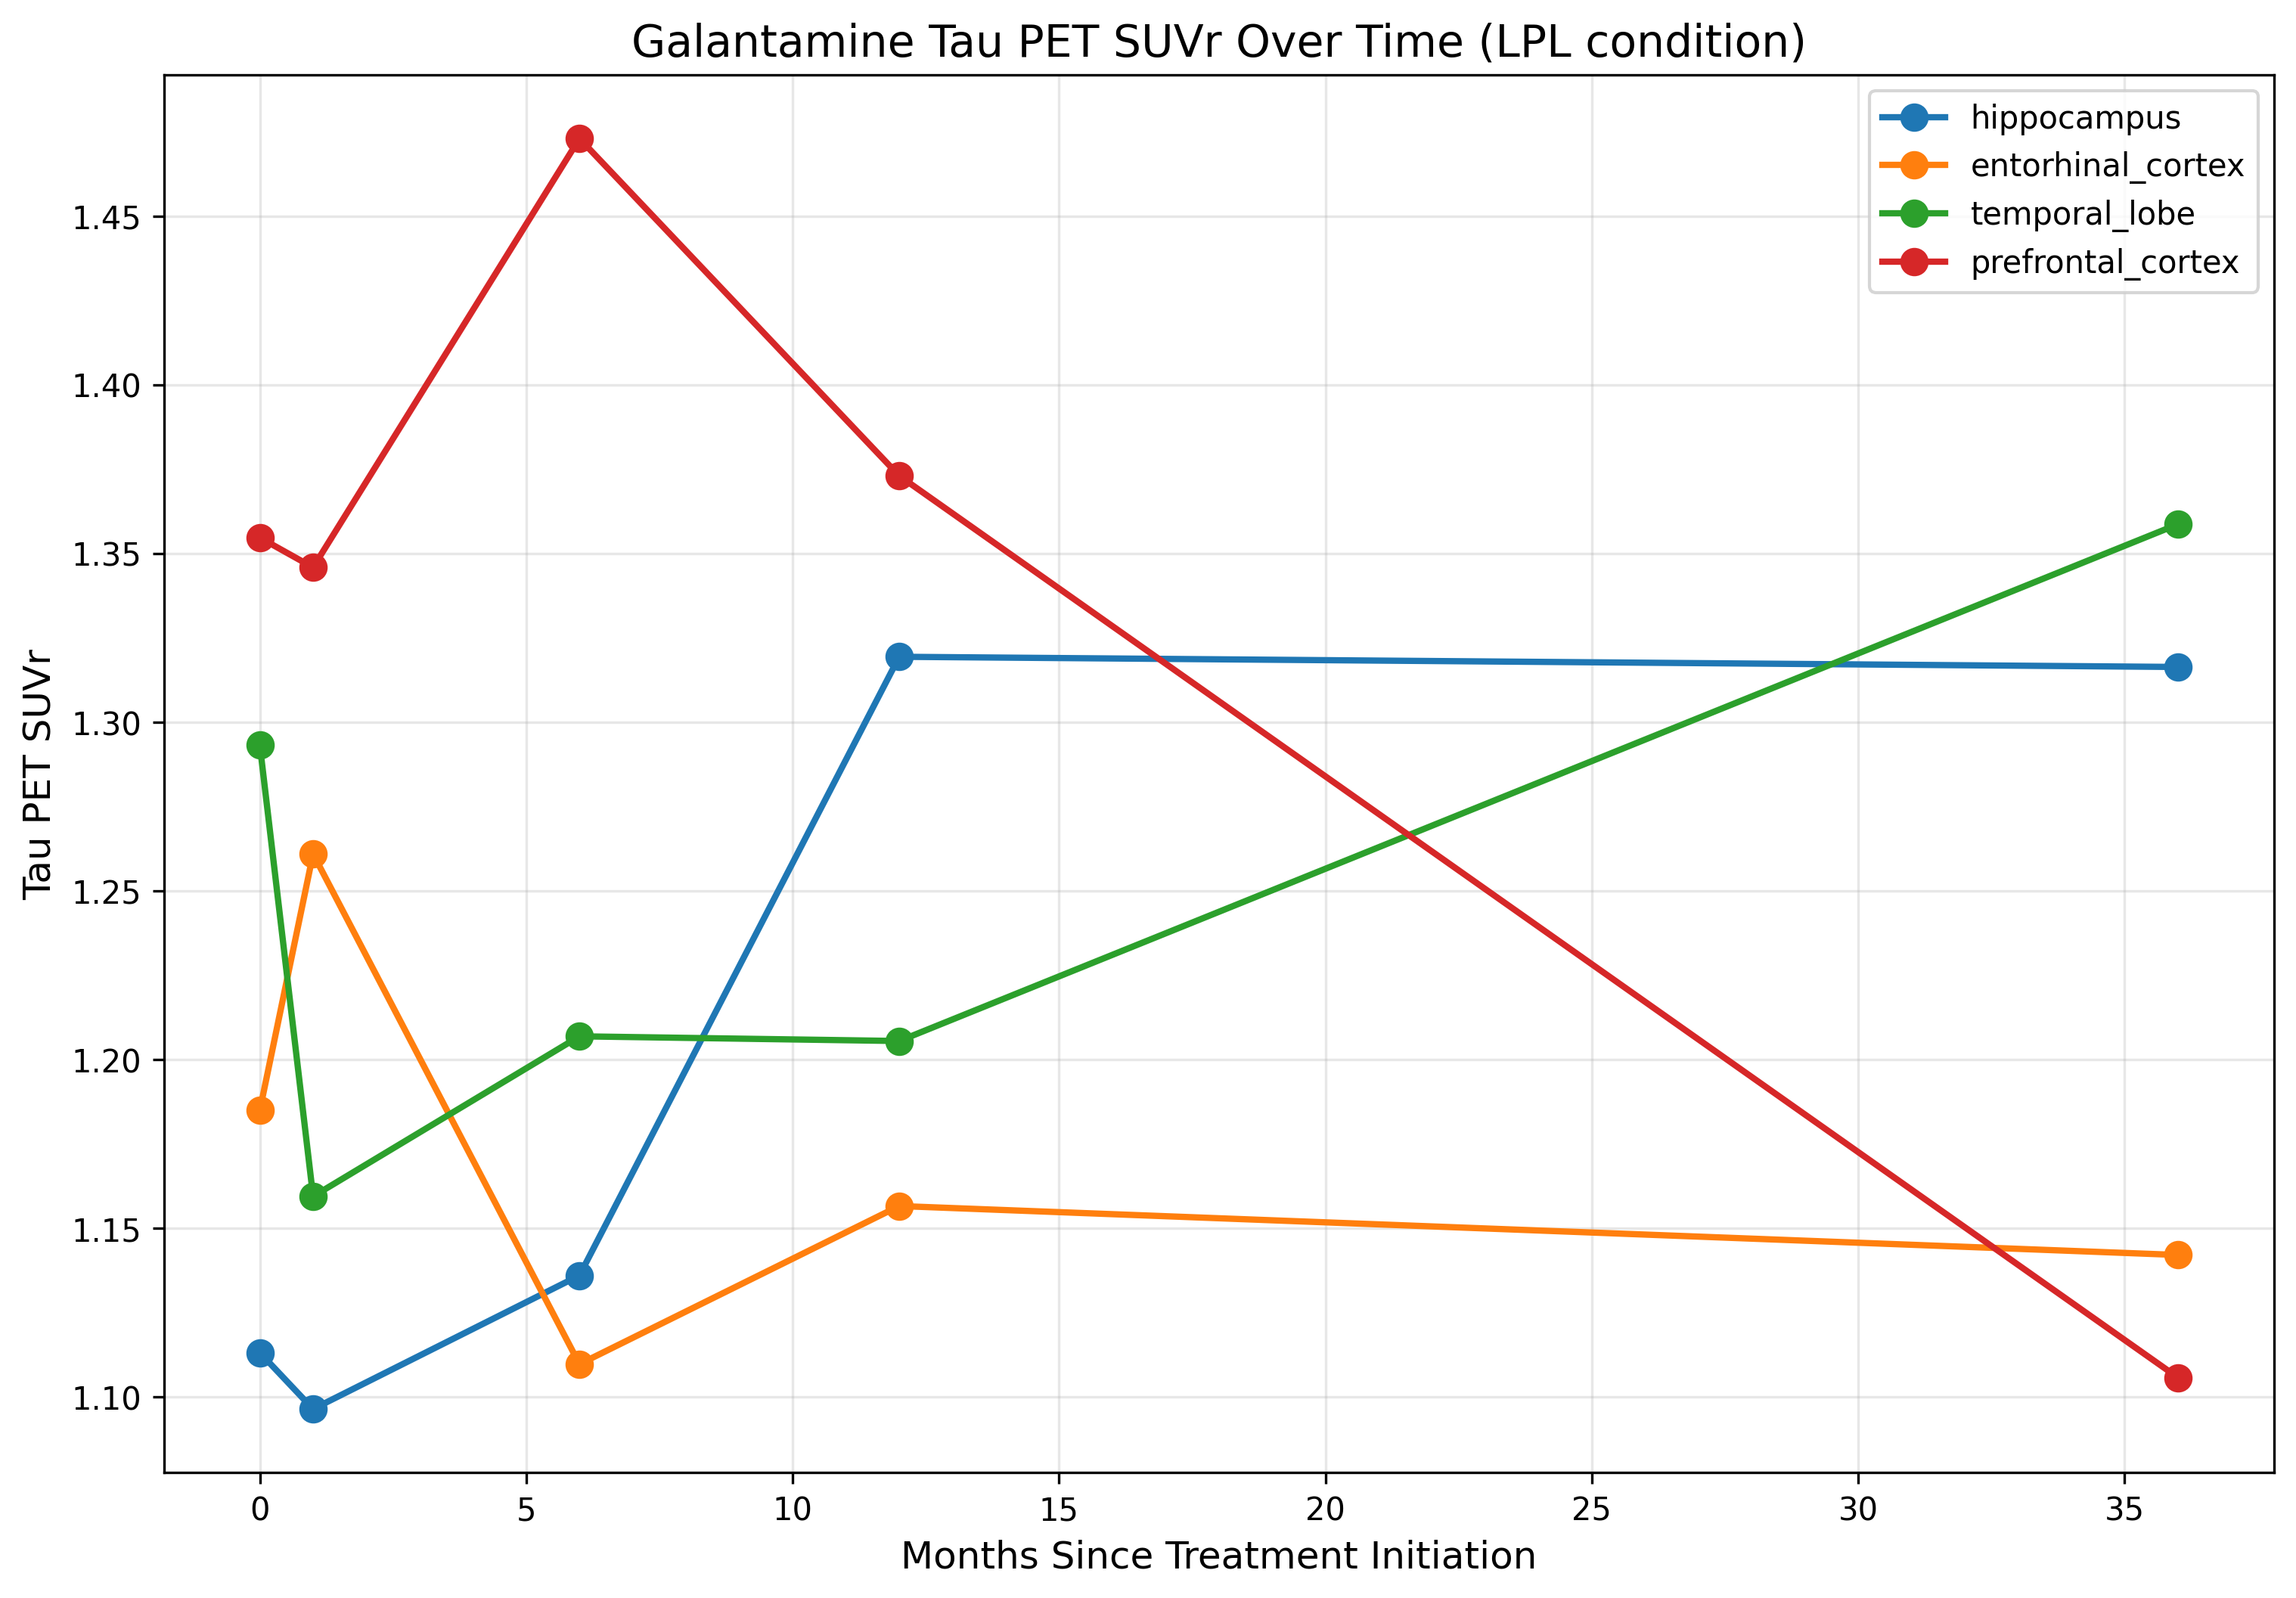 Galantamine Tau PET SUVr Over Time (LPL condition)
hippocampus
entorhinal_cortex
temporal_lobe
prefrontal_cortex
Tau PET SUVr
1.45
1.40
1.35
1.30
1.25
1.20
1.15
1.10
0 5 10 15 20 25 30 35
Months Since Treatment Initiation